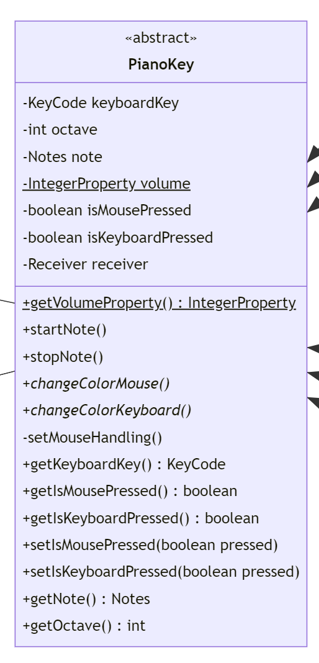 «abstract»
PianoKey
-KeyCode keyboardKey
-int octave
-Notes note
-IntegerProperty volume
-boolean isMousePressed
-boolean isKeyboardPressed
-Receiver receiver
+getVolumeProperty() : IntegerProperty
+startNote()
+stopNote()
+changeColorMouse()
+changeColorKeyboard()
-setMouseHandling()
+getKeyboardKey() : KeyCode
+getIsMousePressed() : boolean
+getIsKeyboardPressed() : boolean
+setIsMousePressed(boolean pressed)
+setIsKeyboardPressed(boolean pressed)
+getNote() : Notes
+getOctave() : int